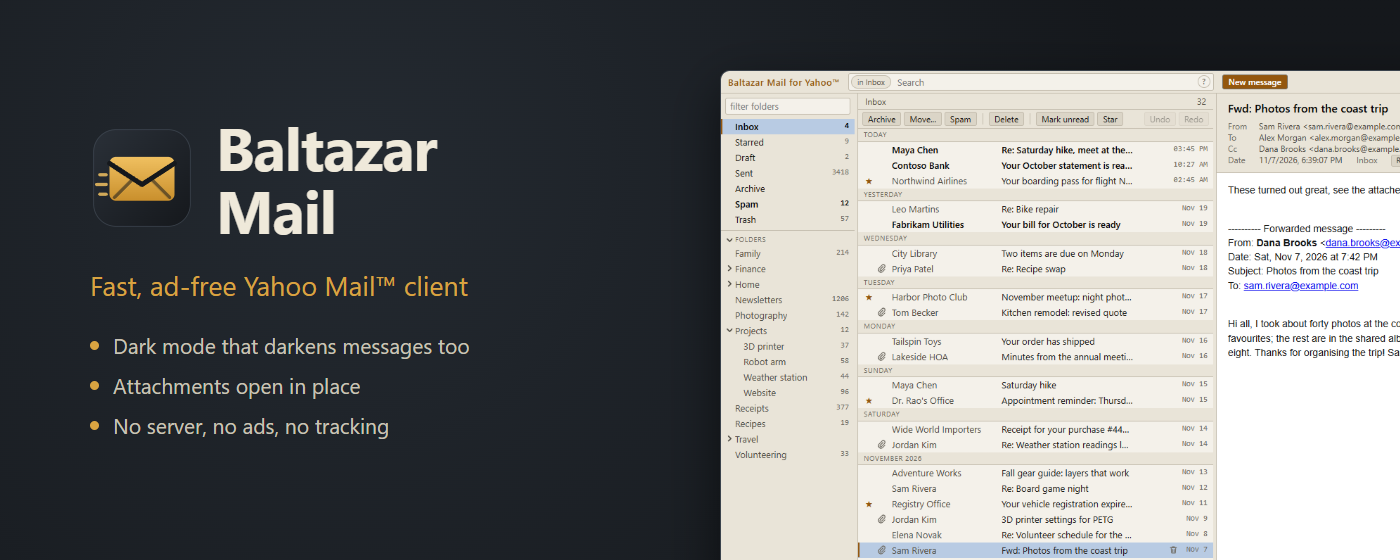 Baltazar
Mail
Fast, ad-free Yahoo Mail™ client
Dark mode that darkens messages too
Attachments open in place
No server, no ads, no tracking
Baltazar Mail for Yahoo™
in Inbox Search ?
New message
filter folders
Inbox 4
Starred 9
Draft 2
Sent 3418
Archive
Spam 12
Trash 57
FOLDERS
Family 214
Finance
Home
Newsletters 1206
Photography 142
Projects 12
3D printer 37
Robot arm 58
Weather station 44
Website 96
Receipts 377
Recipes 19
Travel
Volunteering 33
Inbox 32
Archive Move... Spam Delete Mark unread Star Undo Redo
TODAY
Maya Chen Re: Saturday hike, meet at the... 03:45 PM
Contoso Bank Your October statement is rea... 10:27 AM
Northwind Airlines Your boarding pass for flight N... 02:45 AM
YESTERDAY
Leo Martins Re: Bike repair Nov 19
Fabrikam Utilities Your bill for October is ready Nov 19
WEDNESDAY
City Library Two items are due on Monday Nov 18
Priya Patel Re: Recipe swap Nov 18
TUESDAY
Harbor Photo Club November meetup: night phot... Nov 17
Tom Becker Kitchen remodel: revised quote Nov 17
MONDAY
Tailspin Toys Your order has shipped Nov 16
Lakeside HOA Minutes from the annual meeti... Nov 16
SUNDAY
Maya Chen Saturday hike Nov 15
Dr. Rao's Office Appointment reminder: Thursd... Nov 15
SATURDAY
Wide World Importers Receipt for your purchase #44... Nov 14
Jordan Kim Re: Weather station readings l... Nov 14
NOVEMBER 2026
Adventure Works Fall gear guide: layers that work Nov 13
Sam Rivera Re: Board game night Nov 12
Registry Office Your vehicle registration expire... Nov 11
Jordan Kim 3D printer settings for PETG Nov 9
Elena Novak Re: Volunteer schedule for the ... Nov 8
Sam Rivera Fwd: Photos from the coast trip Nov 7
Fwd: Photos from the coast trip
From Sam Rivera <sam.rivera@example.com
To Alex Morgan <alex.morgan@example.
Cc Dana Brooks <dana.brooks@example.
Date 11/7/2026, 6:39:07 PM Inbox R
These turned out great, see the attache
---------- Forwarded message ---------
From: Dana Brooks <dana.brooks@ex
Date: Sat, Nov 7, 2026 at 7:42 PM
Subject: Photos from the coast trip
To: sam.rivera@example.com
Hi all, I took about forty photos at the co
favourites; the rest are in the shared alb
eight. Thanks for organising the trip! Sa